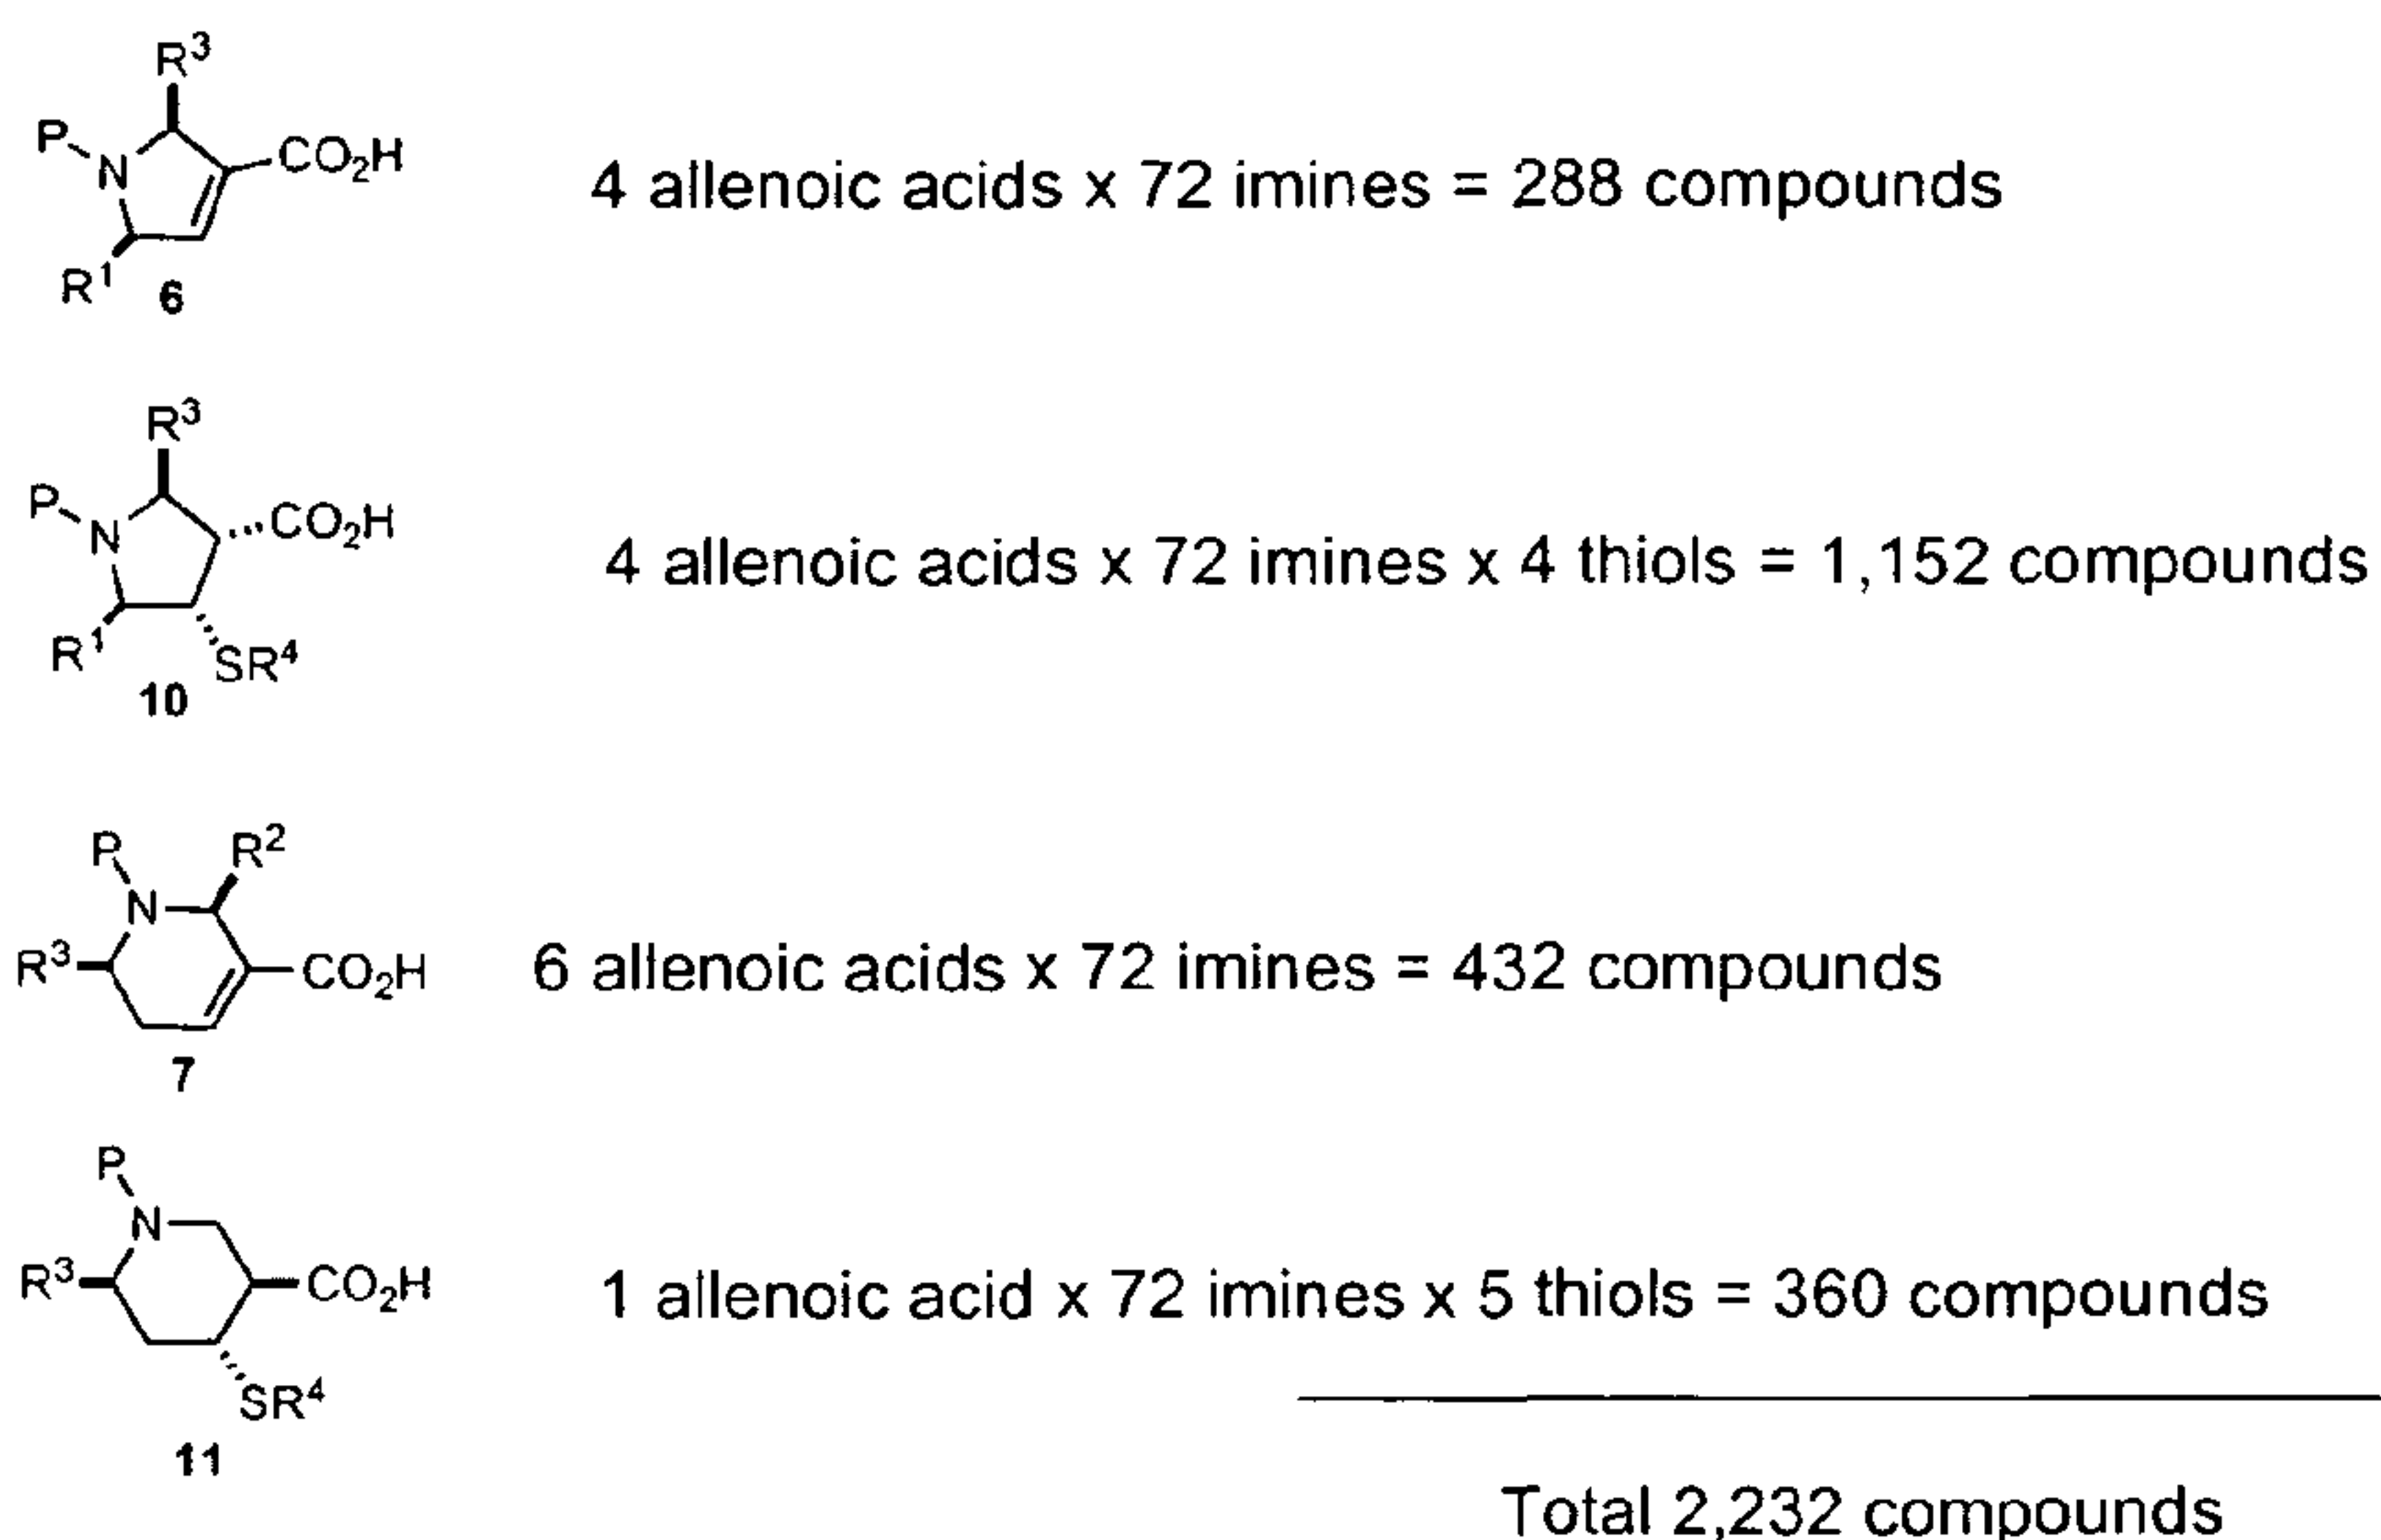 R³
P
N
CO₂H
R¹
6
4 allenoic acids x 72 imines = 288 compounds
R³
P
N
CO₂H
R¹
SR⁴
10
4 allenoic acids x 72 imines x 4 thiols = 1,152 compounds
P
R²
N
R³
CO₂H
7
6 allenoic acids x 72 imines = 432 compounds
P
N
R³
CO₂H
SR⁴
11
1 allenoic acid x 72 imines x 5 thiols = 360 compounds
Total 2,232 compounds